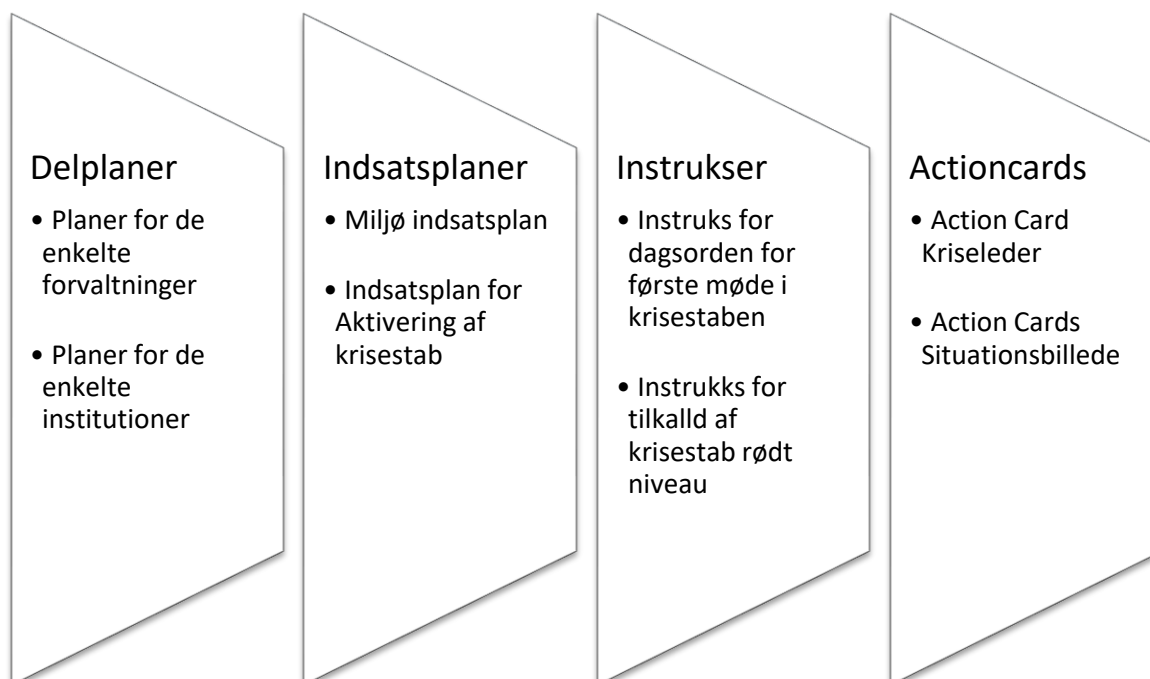 Delplaner
• Planer for de
enkelte
forvaltninger
• Planer for de
enkelte
institutioner
Indsatsplaner
• Miljø indsatsplan
• Indsatsplan for
Aktivering af
krisestab
Instrukser
• Instruks for
dagsorden for
første møde i
krisestaben
• Instrukks for
tilkalld af
krisestab rødt
niveau
Actioncards
• Action Card
Kriseleder
• Action Cards
Situationsbillede